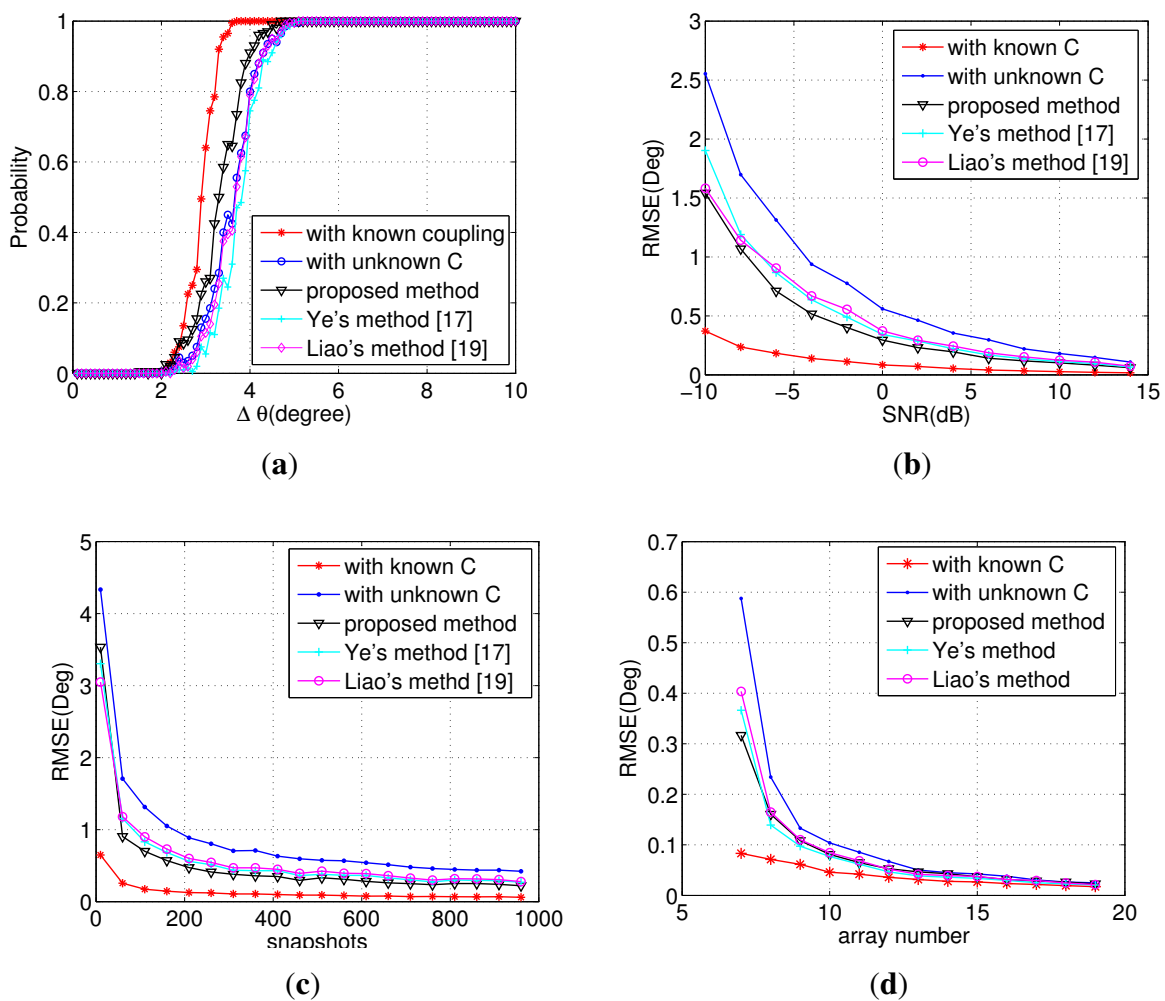 1
0.8
0.6
0.4
0.2
0
Probability
0 2 4 6 8 10
Δ θ(degree)
with known coupling
with unknown C
proposed method
Ye's method [17]
Liao's method [19]
(a)
3
2.5
2
1.5
1
0.5
0
RMSE(Deg)
−10 −5 0 5 10 15
SNR(dB)
with known C
with unknown C
proposed method
Ye's method [17]
Liao's method [19]
(b)
5
4
3
2
1
0
RMSE(Deg)
0 200 400 600 800 1000
snapshots
with known C
with unknown C
proposed method
Ye's method [17]
Liao's methd [19]
(c)
0.7
0.6
0.5
0.4
0.3
0.2
0.1
0
RMSE(Deg)
5 10 15 20
array number
with known C
with unknown C
proposed method
Ye's method
Liao's method
(d)